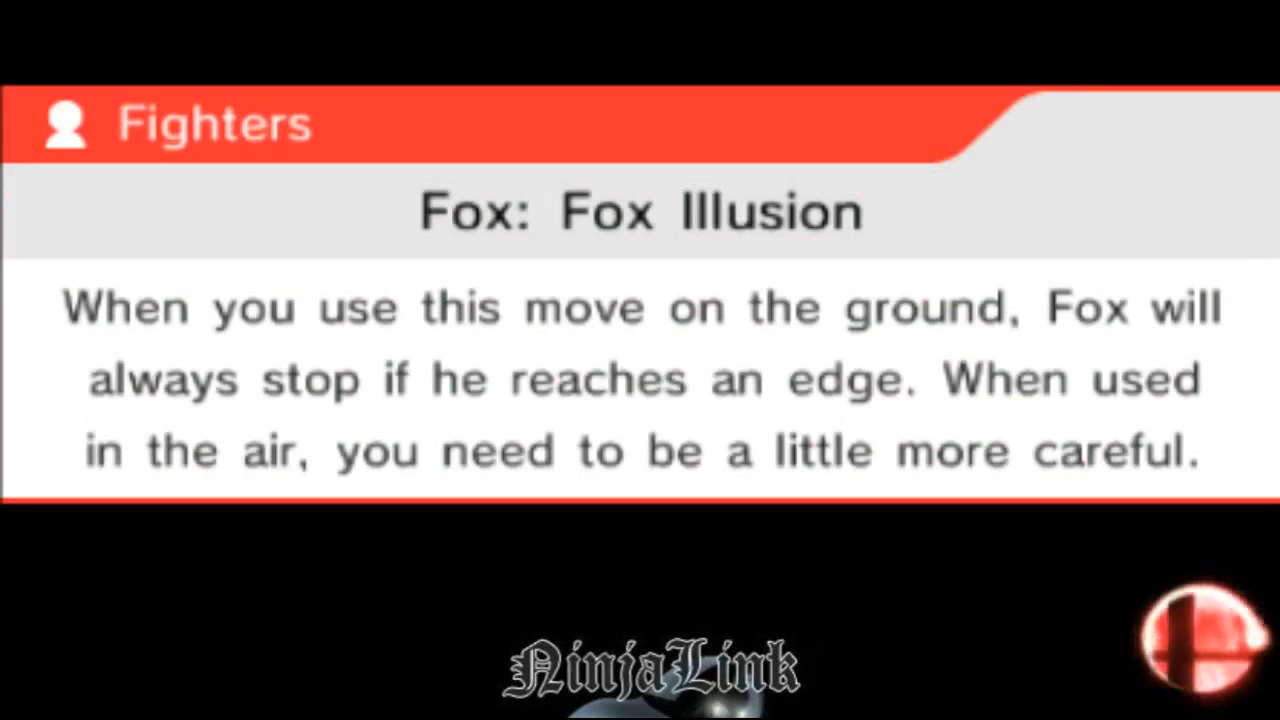 Fighters
Fox: Fox Illusion
When you use this move on the ground, Fox will
always stop if he reaches an edge. When used
in the air, you need to be a little more careful.
NinjaLink